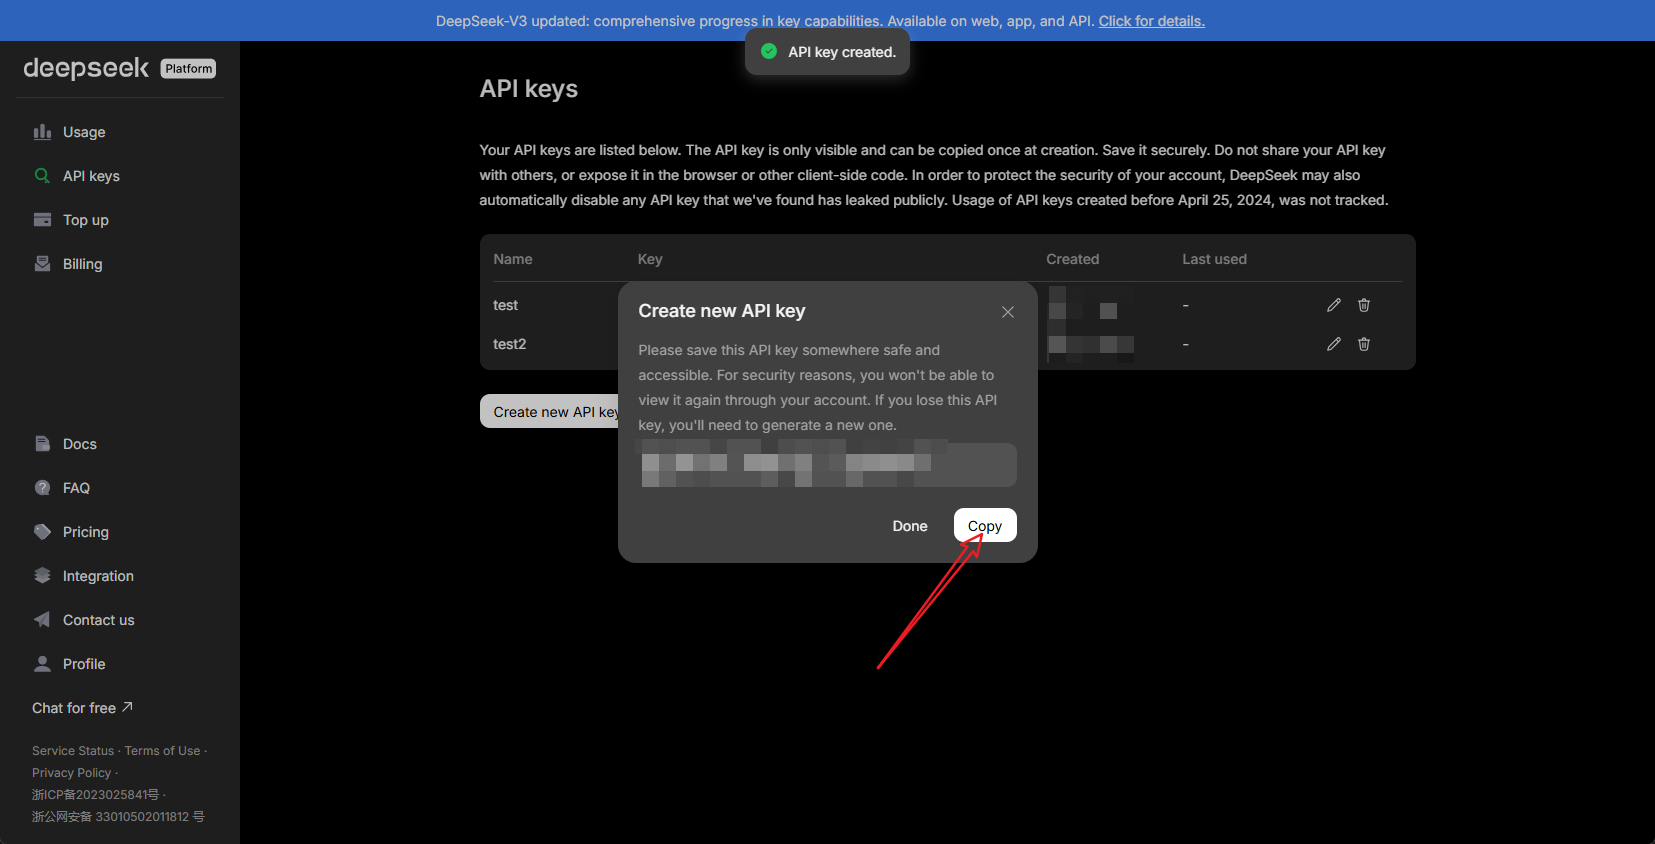 DeepSeek-V3 updated: comprehensive progress in key capabilities. Available on web, app, and API. Click for details.
API key created.
deepseek Platform
Usage
API keys
Top up
Billing
Docs
FAQ
Pricing
Integration
Contact us
Profile
Chat for free
Service Status · Terms of Use ·
Privacy Policy ·
浙ICP备2023025841号 ·
浙公网安备 33010502011812 号
API keys
Your API keys are listed below. The API key is only visible and can be copied once at creation. Save it securely. Do not share your API key
with others, or expose it in the browser or other client-side code. In order to protect the security of your account, DeepSeek may also
automatically disable any API key that we've found has leaked publicly. Usage of API keys created before April 25, 2024, was not tracked.
Name Key Created Last used
test -
test2 -
Create new API key
Create new API key
Please save this API key somewhere safe and
accessible. For security reasons, you won't be able to
view it again through your account. If you lose this API
key, you'll need to generate a new one.
Done Copy